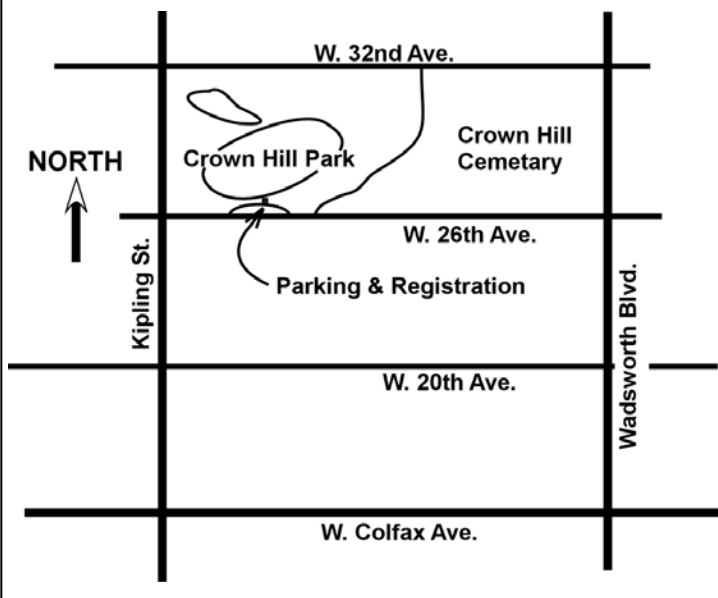 W. 32nd Ave.
Crown Hill
Cemetary
Crown Hill Park
NORTH
W. 26th Ave.
Kipling St.
Parking & Registration
Wadsworth Blvd.
W. 20th Ave.
W. Colfax Ave.